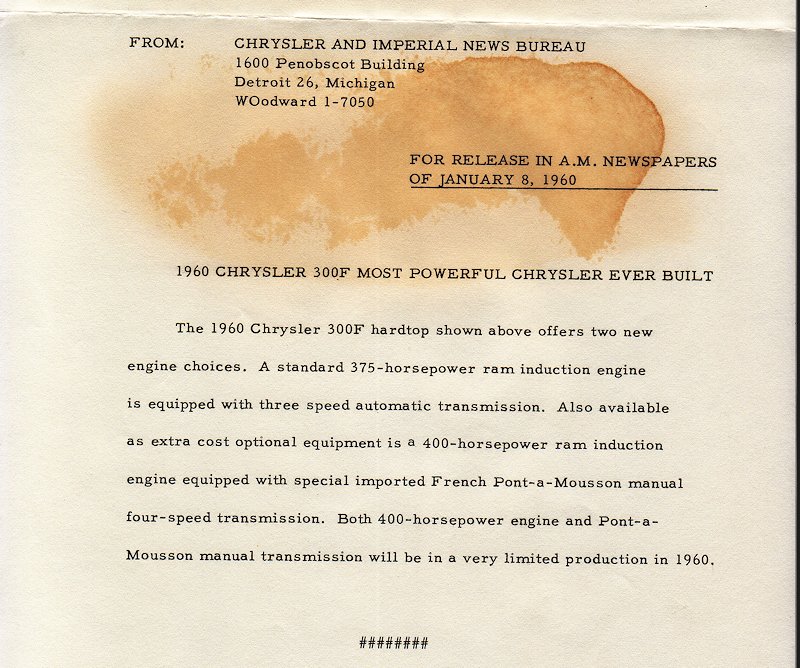 FROM: CHRYSLER AND IMPERIAL NEWS BUREAU
1600 Penobscot Building
Detroit 26, Michigan
WOodward 1-7050
FOR RELEASE IN A.M. NEWSPAPERS
OF JANUARY 8, 1960
1960 CHRYSLER 300F MOST POWERFUL CHRYSLER EVER BUILT
The 1960 Chrysler 300F hardtop shown above offers two new
engine choices. A standard 375-horsepower ram induction engine
is equipped with three speed automatic transmission. Also available
as extra cost optional equipment is a 400-horsepower ram induction
engine equipped with special imported French Pont-a-Mousson manual
four-speed transmission. Both 400-horsepower engine and Pont-a-
Mousson manual transmission will be in a very limited production in 1960.
########